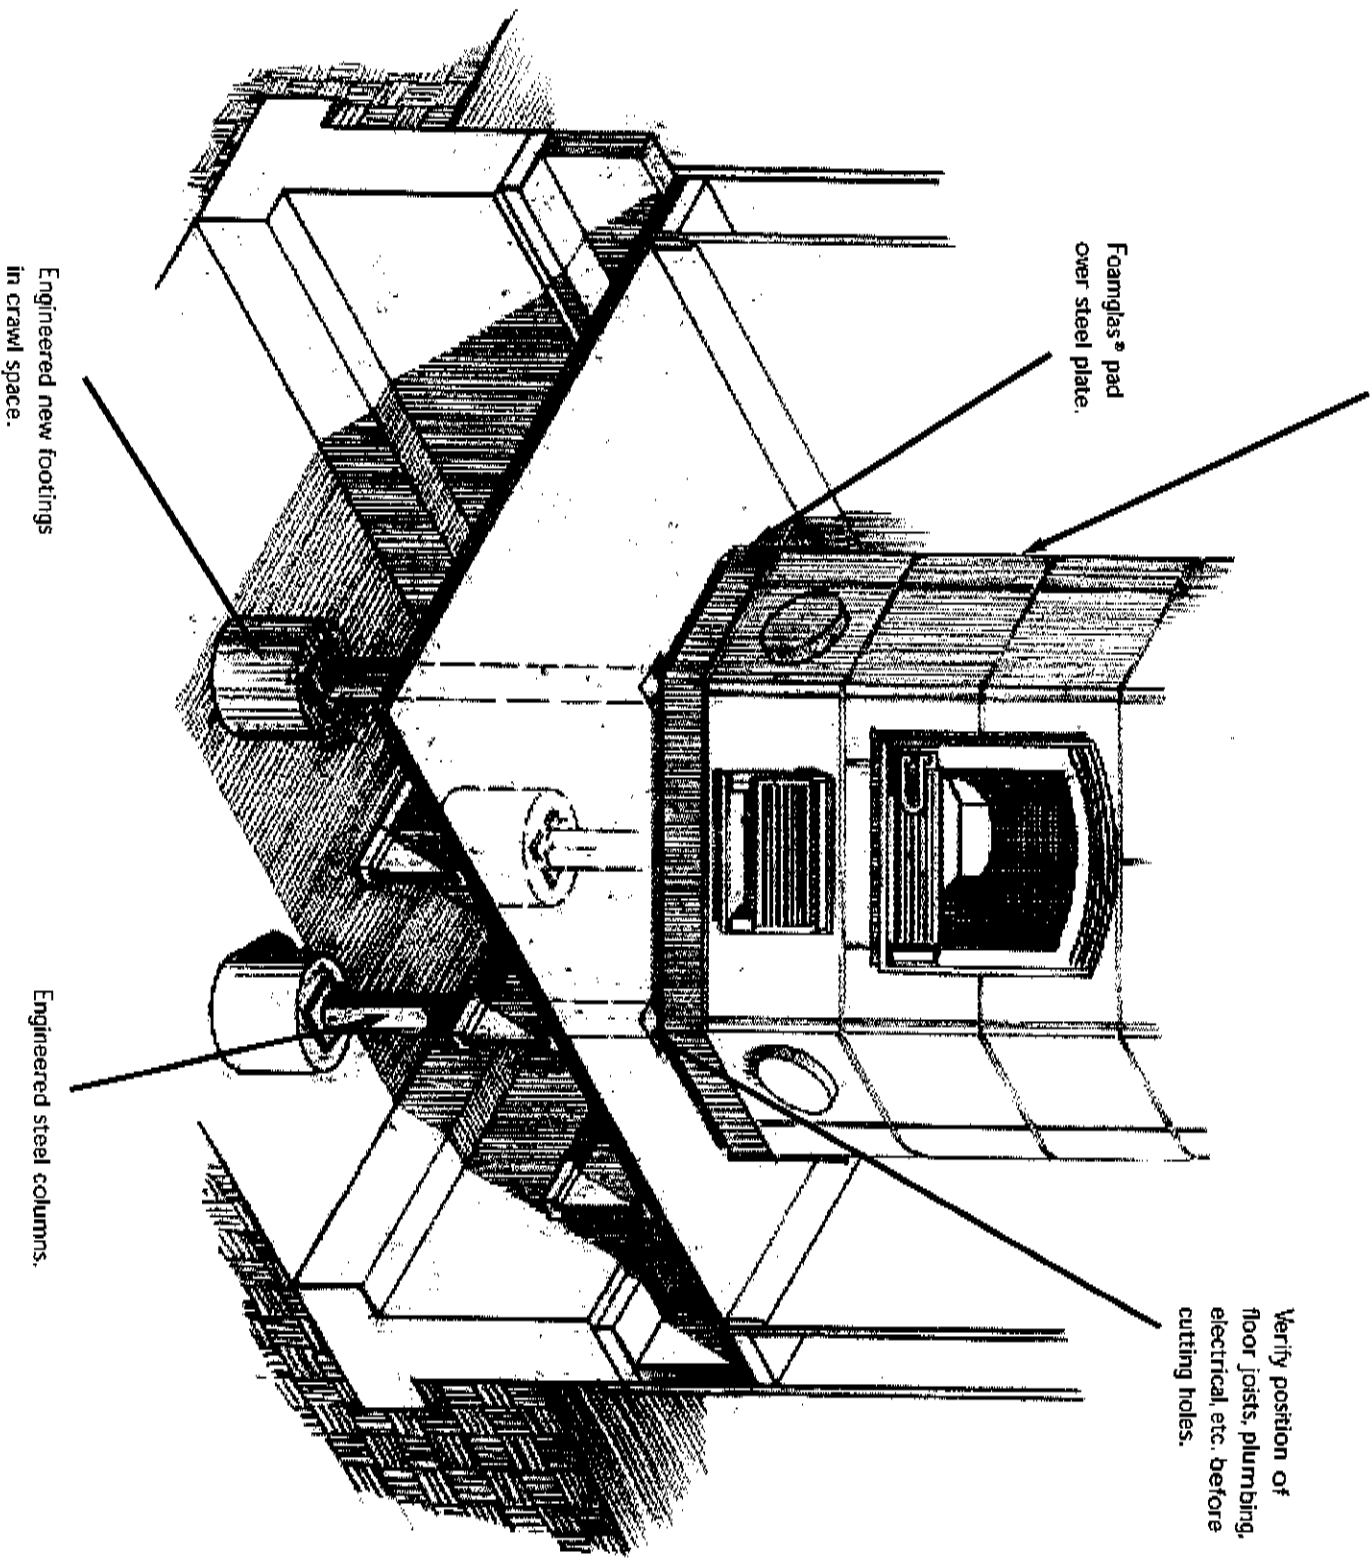 Foamglas® pad
over steel plate.
Verify position of
floor joists, plumbing,
electrical, etc. before
cutting holes.
Engineered new footings
in crawl space.
Engineered steel columns.